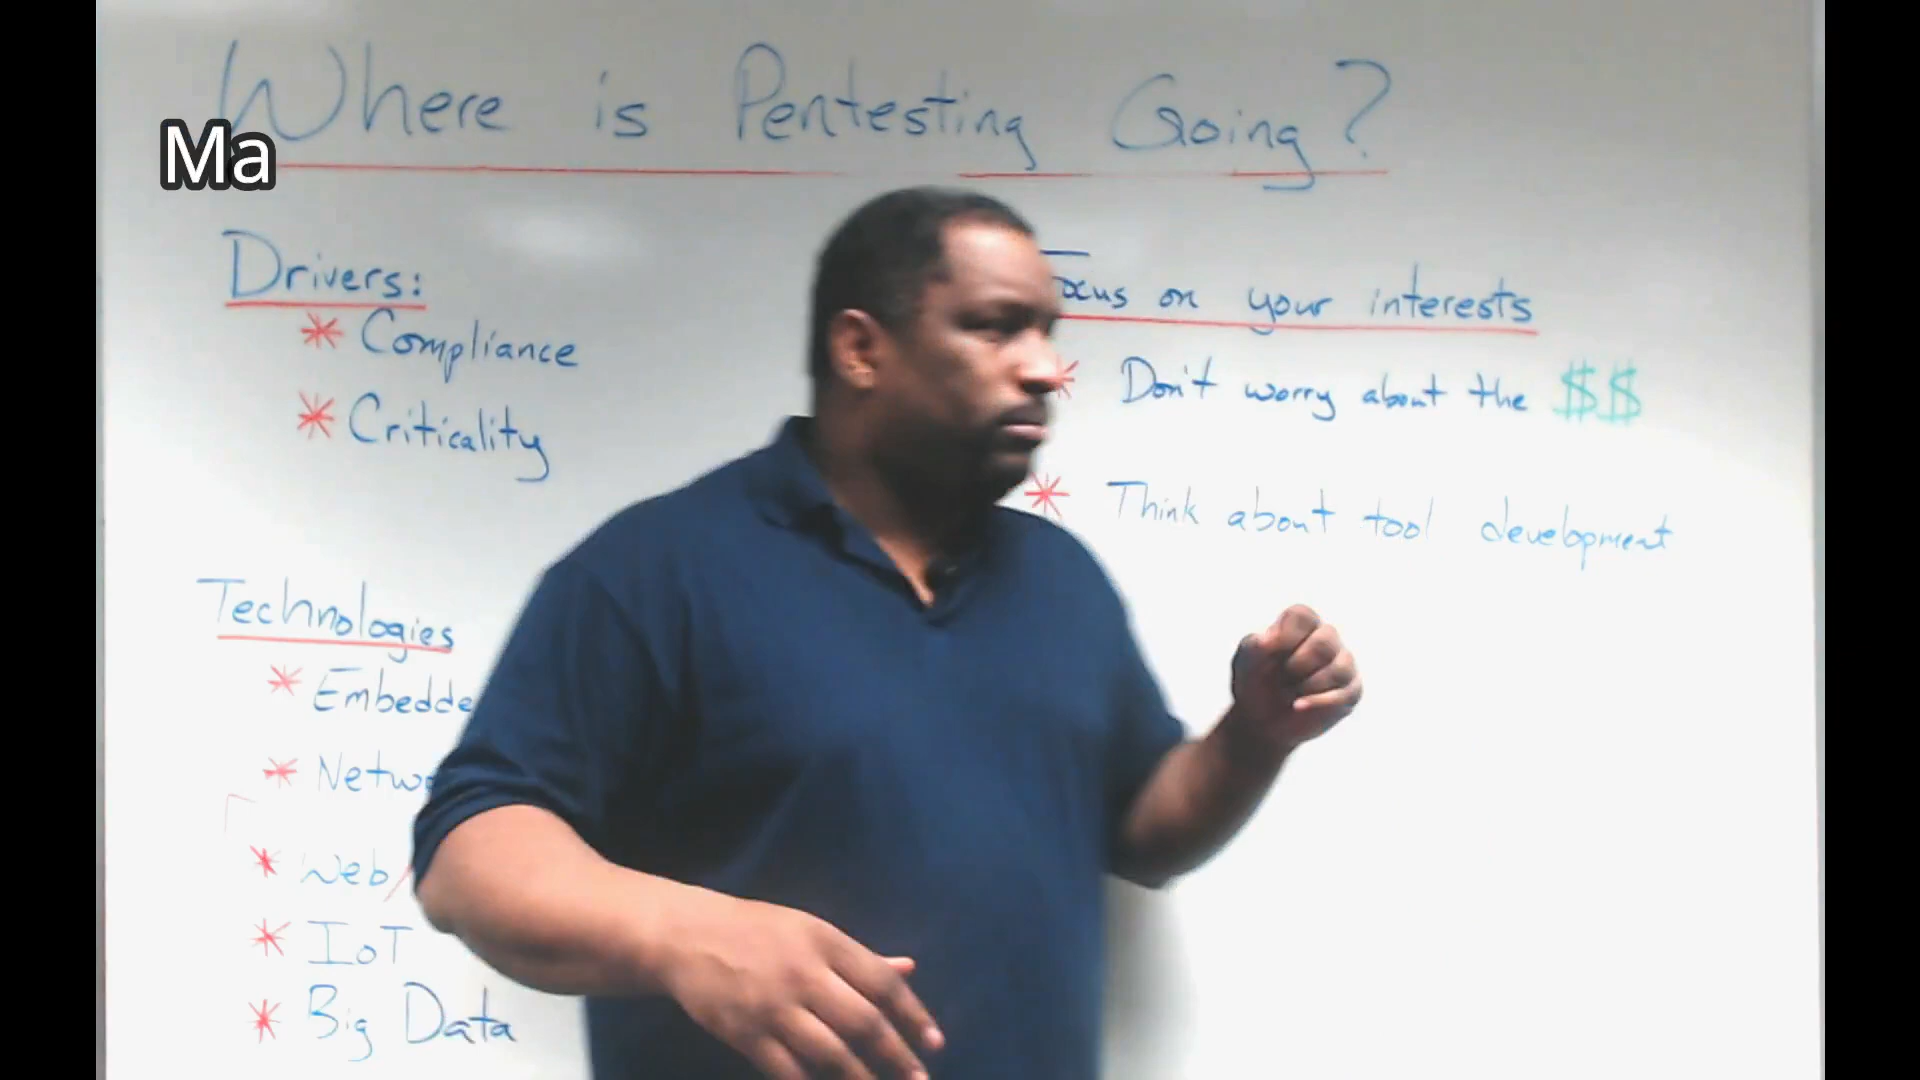 Where is Pentesting Going?
Ma
Drivers:
* Compliance
* Criticality
Technologies
* Embedde
* Netwo
* Web/
* IoT
* Big Data
Focus on your interests
* Don't worry about the $$
* Think about tool development